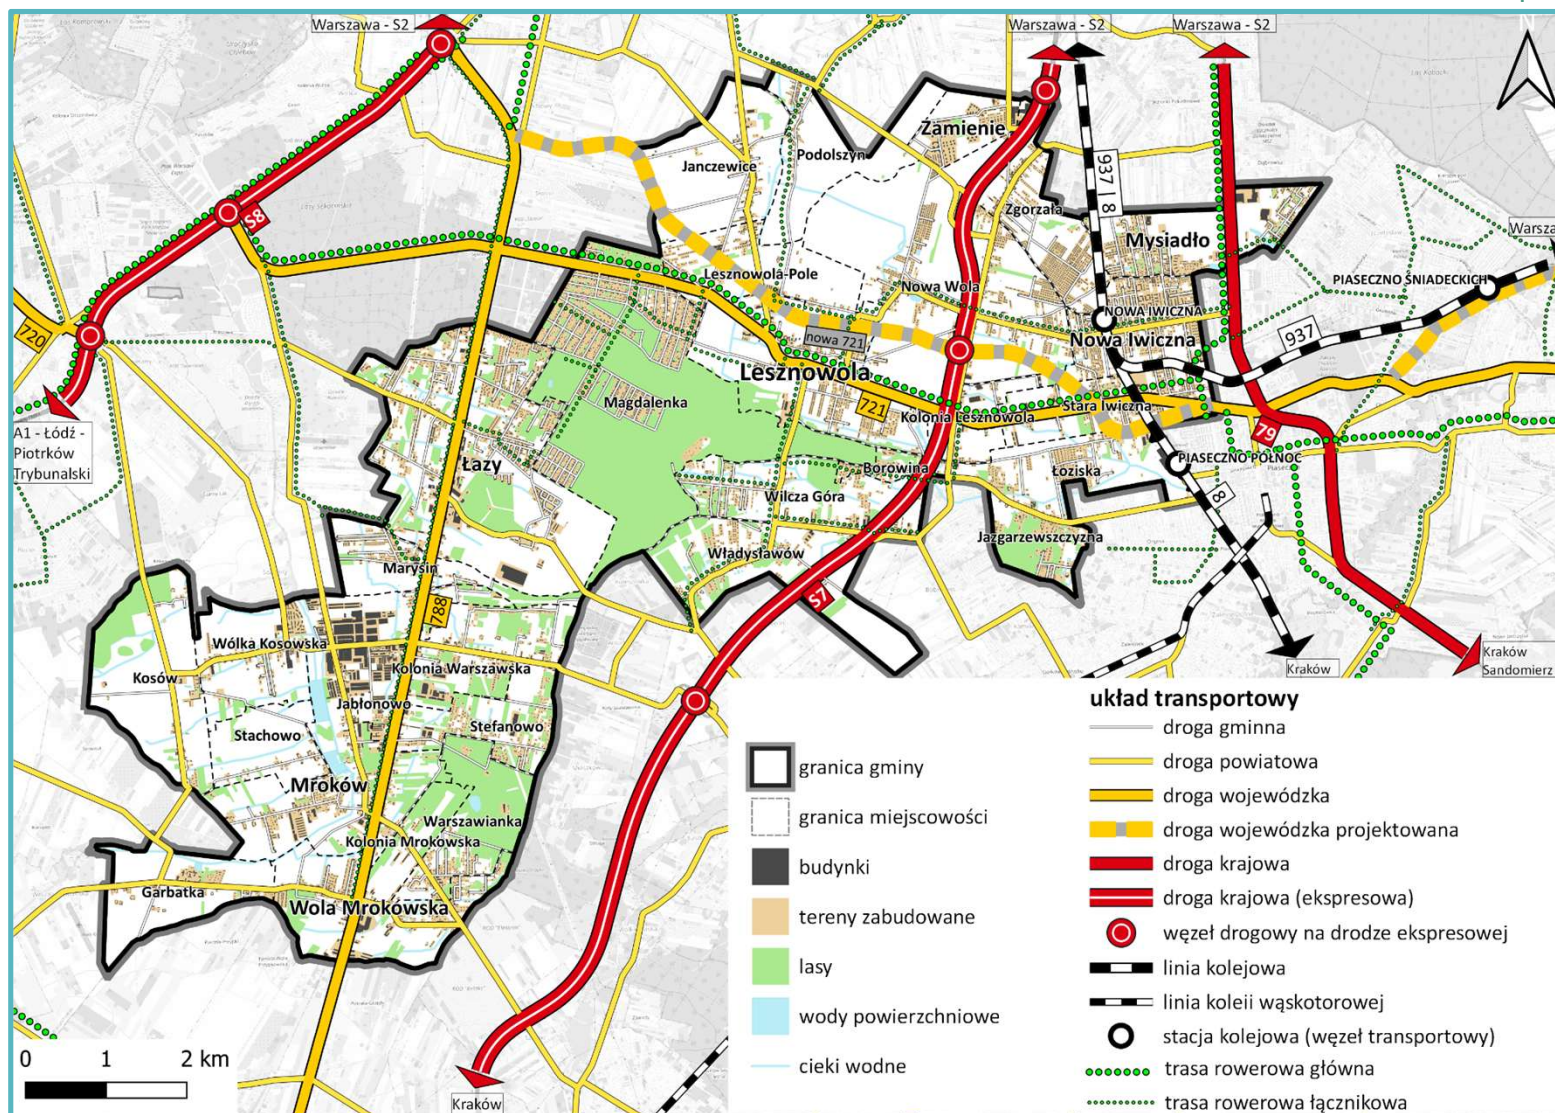 Warszawa - S2
Warszawa - S2
Warszawa - S2
N
Zamienie
Podolszyn
Janczewice
937 | 8
Zgorzała
S8
Mysiadło
Warsza
Lesznowola-Pole
PIASECZNO ŚNIADECKICH
Nowa Wola
NOWA IWICZNA
720
nowa 721
Nowa Iwiczna
937
Lesznowola
Magdalenka
721
Stara Iwiczna
Kolonia Lesznowola
79
A1 - Łódź -
Piotrków
Trybunalski
Łazy
Borowina
PIASECZNO PÓŁNOC
Łoziska
Wilcza Góra
8
Jazgarzewszczyzna
Władysławów
Marysin
S7
788
Wólka Kosowska
Kolonia Warszawska
Kosów
Kraków
Kraków
Sandomierz
Jabłonowo
Stefanowo
Stachowo
Mroków
Warszawianka
Kolonia Mrokowska
Garbatka
Wola Mrokowska
0 1 2 km
Kraków
granica gminy
granica miejscowości
budynki
tereny zabudowane
lasy
wody powierzchniowe
cieki wodne
układ transportowy
droga gminna
droga powiatowa
droga wojewódzka
droga wojewódzka projektowana
droga krajowa
droga krajowa (ekspresowa)
węzeł drogowy na drodze ekspresowej
linia kolejowa
linia koleii wąskotorowej
stacja kolejowa (węzeł transportowy)
trasa rowerowa główna
trasa rowerowa łącznikowa